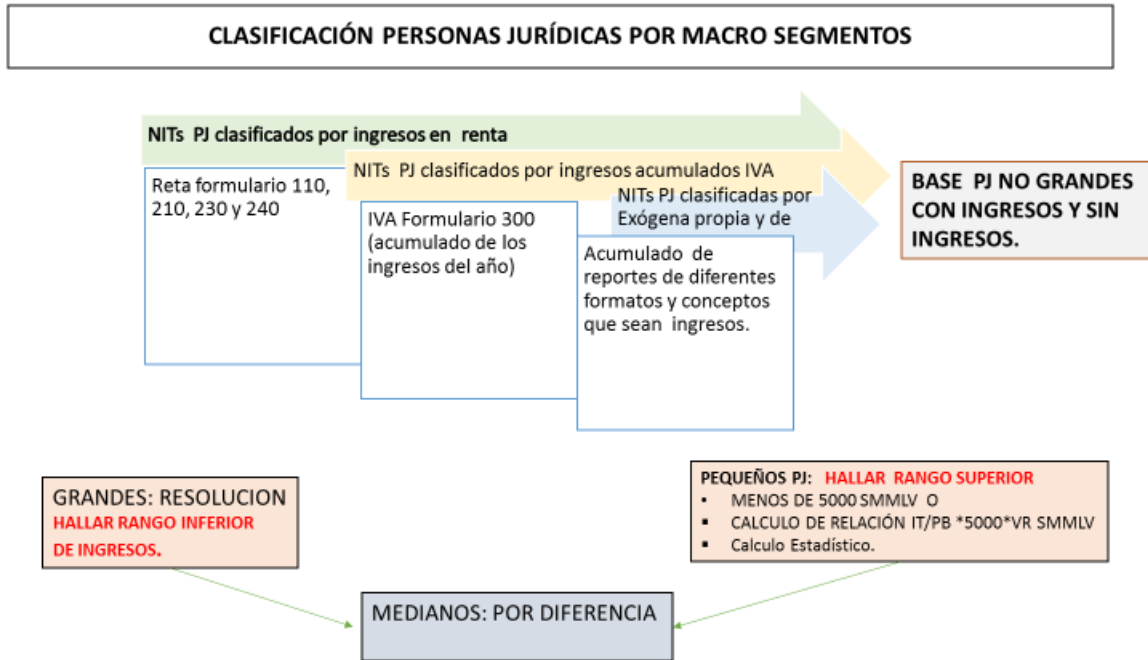 CLASIFICACIÓN PERSONAS JURÍDICAS POR MACRO SEGMENTOS
NITs PJ clasificados por ingresos en renta
Reta formulario 110,
210, 230 y 240
NITs PJ clasificados por ingresos acumulados IVA
IVA Formulario 300
(acumulado de los
ingresos del año)
NITs PJ clasificadas por
Exógena propia y de
Acumulado de
reportes de diferentes
formatos y conceptos
que sean ingresos.
BASE PJ NO GRANDES
CON INGRESOS Y SIN
INGRESOS.
GRANDES: RESOLUCION
HALLAR RANGO INFERIOR
DE INGRESOS.
PEQUEÑOS PJ: HALLAR RANGO SUPERIOR
• MENOS DE 5000 SMMLV O
▪ CALCULO DE RELACIÓN IT/PB *5000*VR SMMLV
▪ Calculo Estadístico.
MEDIANOS: POR DIFERENCIA